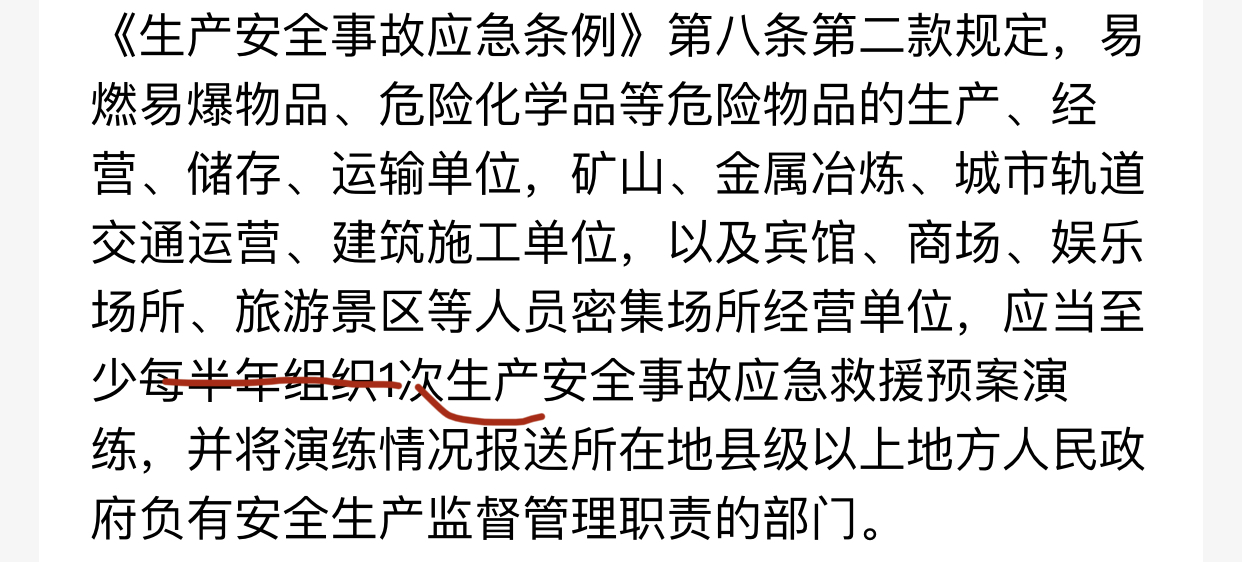 《生产安全事故应急条例》第八条第二款规定，易
燃易爆物品、危险化学品等危险物品的生产、经
营、储存、运输单位，矿山、金属冶炼、城市轨道
交通运营、建筑施工单位，以及宾馆、商场、娱乐
场所、旅游景区等人员密集场所经营单位，应当至
少每半年组织1次生产安全事故应急救援预案演
练，并将演练情况报送所在地县级以上地方人民政
府负有安全生产监督管理职责的部门。